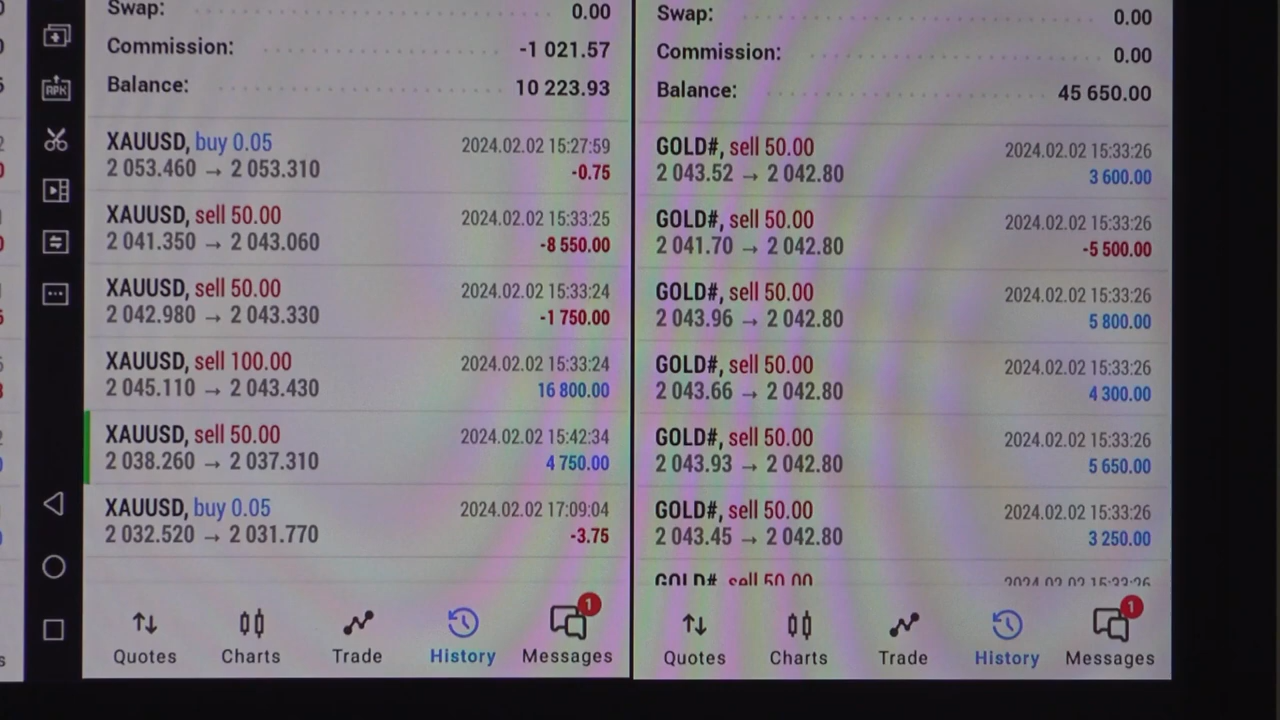 Swap: 0.00
Commission: -1 021.57
Balance: 10 223.93
XAUUSD, buy 0.05 2024.02.02 15:27:59
2 053.460 → 2 053.310 -0.75
XAUUSD, sell 50.00 2024.02.02 15:33:25
2 041.350 → 2 043.060 -8 550.00
XAUUSD, sell 50.00 2024.02.02 15:33:24
2 042.980 → 2 043.330 -1 750.00
XAUUSD, sell 100.00 2024.02.02 15:33:24
2 045.110 → 2 043.430 16 800.00
XAUUSD, sell 50.00 2024.02.02 15:42:34
2 038.260 → 2 037.310 4 750.00
XAUUSD, buy 0.05 2024.02.02 17:09:04
2 032.520 → 2 031.770 -3.75
1
Quotes Charts Trade History Messages
Swap: 0.00
Commission: 0.00
Balance: 45 650.00
GOLD#, sell 50.00 2024.02.02 15:33:26
2 043.52 → 2 042.80 3 600.00
GOLD#, sell 50.00 2024.02.02 15:33:26
2 041.70 → 2 042.80 -5 500.00
GOLD#, sell 50.00 2024.02.02 15:33:26
2 043.96 → 2 042.80 5 800.00
GOLD#, sell 50.00 2024.02.02 15:33:26
2 043.66 → 2 042.80 4 300.00
GOLD#, sell 50.00 2024.02.02 15:33:26
2 043.93 → 2 042.80 5 650.00
GOLD#, sell 50.00 2024.02.02 15:33:26
2 043.45 → 2 042.80 3 250.00
GOLD#, sell 50.00 2024.02.02 15:33:26
1
Quotes Charts Trade History Messages
APK